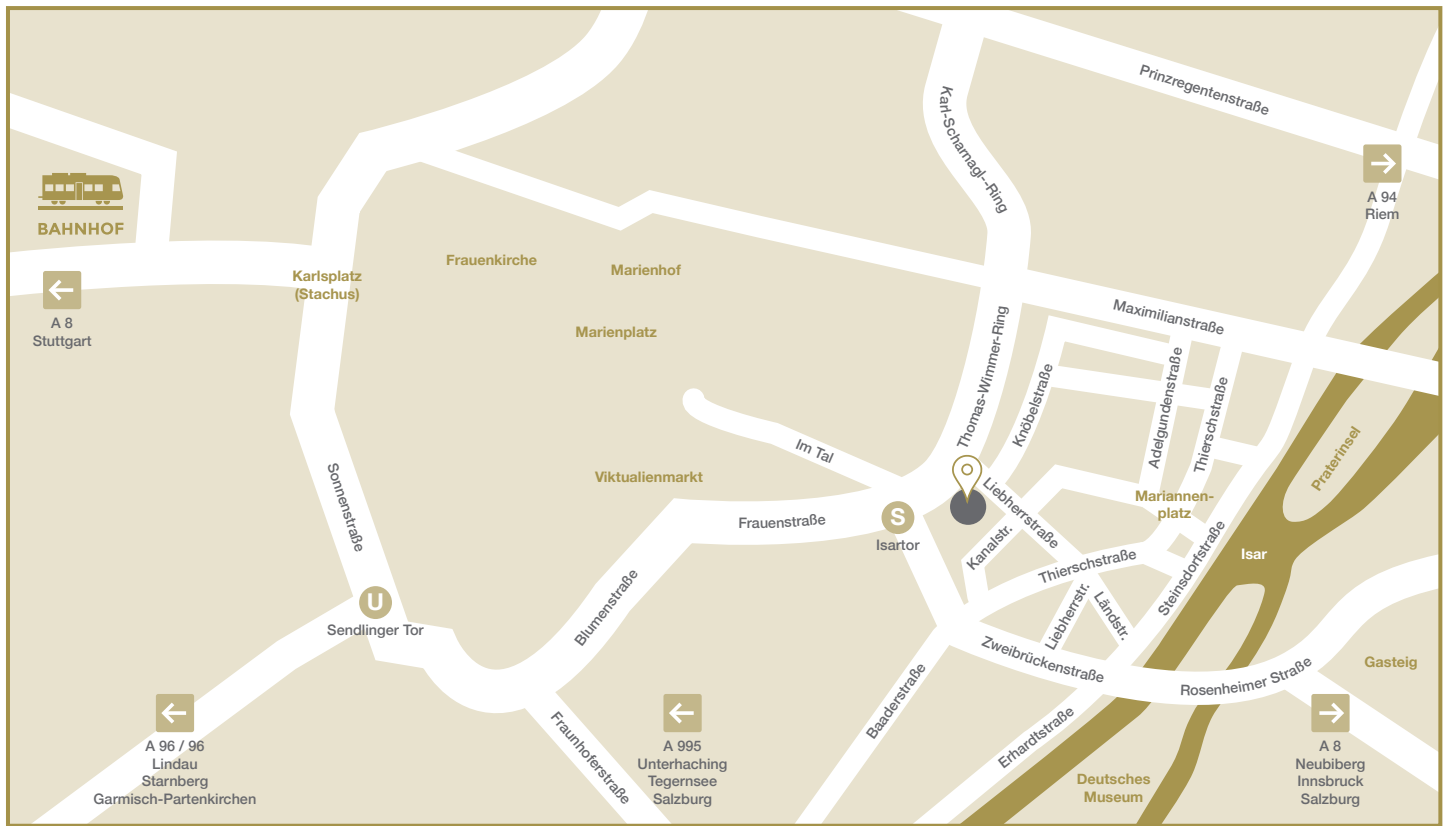 Prinzregentenstraße
Karl-Scharnagl--Ring
A 94
Riem
BAHNHOF
Karlsplatz
(Stachus)
Frauenkirche
Marienhof
Marienplatz
A 8
Stuttgart
Maximilianstraße
Thomas-Wimmer-Ring
Knöbelstraße
Adelgundenstraße
Thierschstraße
Praterinsel
Im Tal
Viktualienmarkt
Sonnenstraße
Frauenstraße
S
Isartor
Liebherrstraße
Kanalstr.
Mariannen-
platz
Thierschstraße
Steinsdorfstraße
Isar
U
Sendlinger Tor
Blumenstraße
Liebherrstr.
Ländstr.
Zweibrückenstraße
Rosenheimer Straße
Gasteig
Baaderstraße
Erhardtstraße
Fraunhoferstraße
A 96 / 96
Lindau
Starnberg
Garmisch-Partenkirchen
A 995
Unterhaching
Tegernsee
Salzburg
Deutsches
Museum
A 8
Neubiberg
Innsbruck
Salzburg